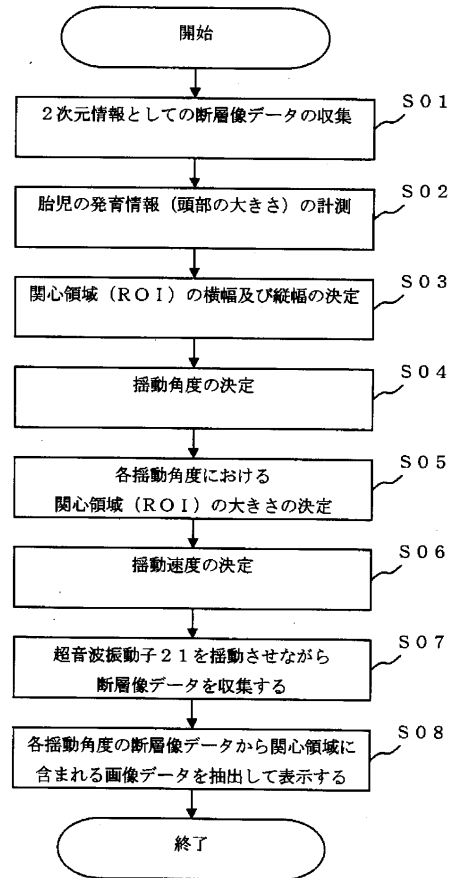 開始
2次元情報としての断層像データの収集
S01
胎児の発育情報（頭部の大きさ）の計測
S02
関心領域（ROI）の横幅及び縦幅の決定
S03
揺動角度の決定
S04
各揺動角度における
関心領域（ROI）の大きさの決定
S05
揺動速度の決定
S06
超音波振動子21を揺動させながら
断層像データを収集する
S07
各揺動角度の断層像データから関心領域に
含まれる画像データを抽出して表示する
S08
終了